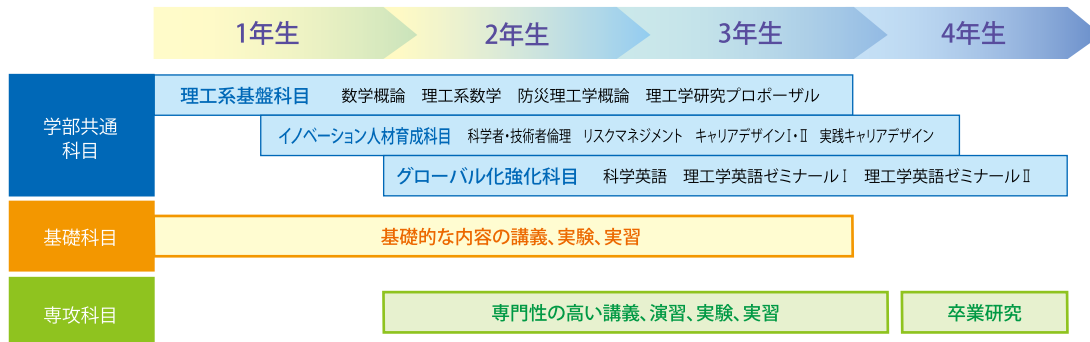 1年生 2年生 3年生 4年生
学部共通
科目
理工系基盤科目 数学概論 理工系数学 防災理工学概論 理工学研究プロポーザル
イノベーション人材育成科目 科学者・技術者倫理 リスクマネジメント キャリアデザインⅠ・Ⅱ 実践キャリアデザイン
グローバル化強化科目 科学英語 理工学英語ゼミナールⅠ 理工学英語ゼミナールⅡ
基礎科目
基礎的な内容の講義、実験、実習
専攻科目
専門性の高い講義、演習、実験、実習
卒業研究